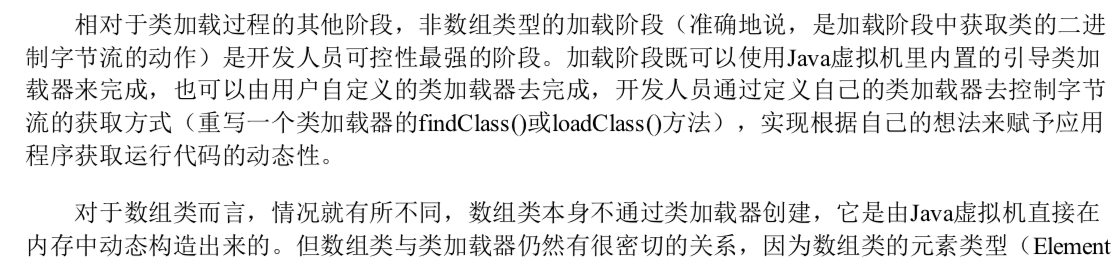 相对于类加载过程的其他阶段，非数组类型的加载阶段（准确地说，是加载阶段中获取类的二进
制字节流的动作）是开发人员可控性最强的阶段。加载阶段既可以使用Java虚拟机里内置的引导类加
载器来完成，也可以由用户自定义的类加载器去完成，开发人员通过定义自己的类加载器去控制字节
流的获取方式（重写一个类加载器的findClass()或loadClass()方法），实现根据自己的想法来赋予应用
程序获取运行代码的动态性。
对于数组类而言，情况就有所不同，数组类本身不通过类加载器创建，它是由Java虚拟机直接在
内存中动态构造出来的。但数组类与类加载器仍然有很密切的关系，因为数组类的元素类型（Element